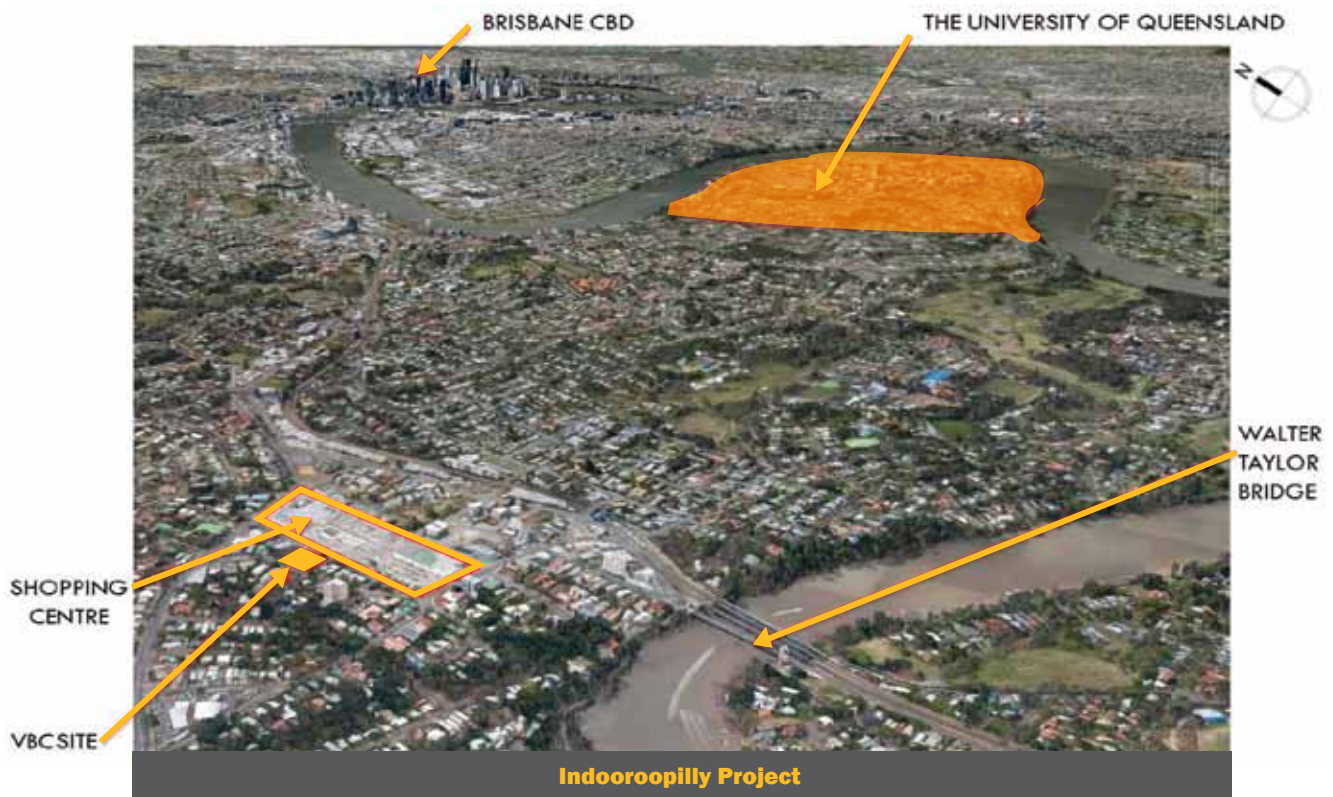 BRISBANE CBD
THE UNIVERSITY OF QUEENSLAND
N
WALTER
TAYLOR
BRIDGE
SHOPPING
CENTRE
VBC SITE
Indooroopilly Project